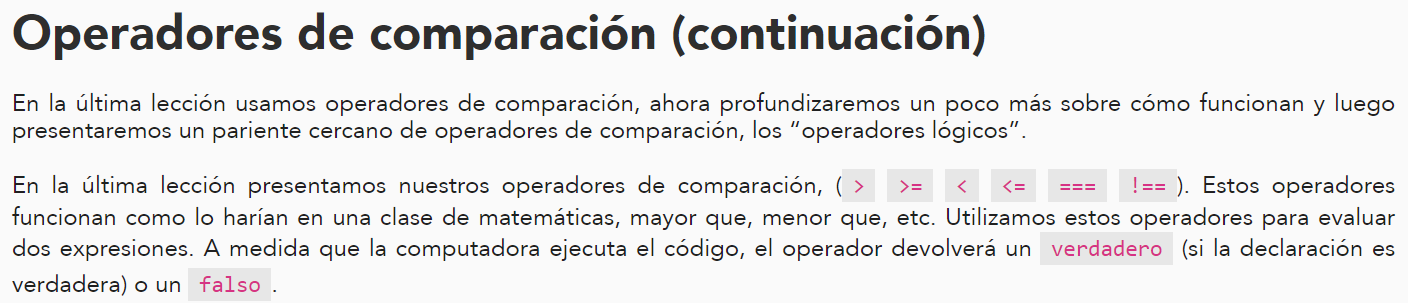 Operadores de comparación (continuación)
En la última lección usamos operadores de comparación, ahora profundizaremos un poco más sobre cómo funcionan y luego
presentaremos un pariente cercano de operadores de comparación, los “operadores lógicos”.
En la última lección presentamos nuestros operadores de comparación, ( > >= < <= === !== ). Estos operadores
funcionan como lo harían en una clase de matemáticas, mayor que, menor que, etc. Utilizamos estos operadores para evaluar
dos expresiones. A medida que la computadora ejecuta el código, el operador devolverá un verdadero (si la declaración es
verdadera) o un falso .